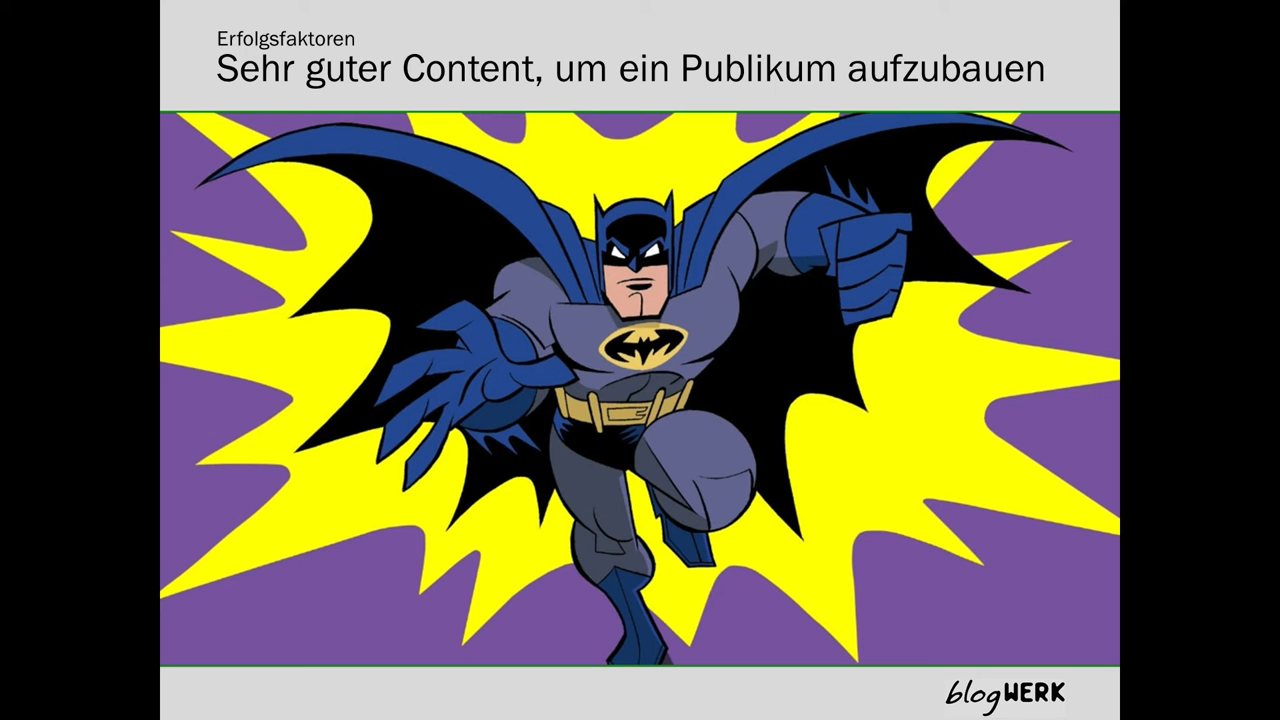 Erfolgsfaktoren
Sehr guter Content, um ein Publikum aufzubauen
blogWERK